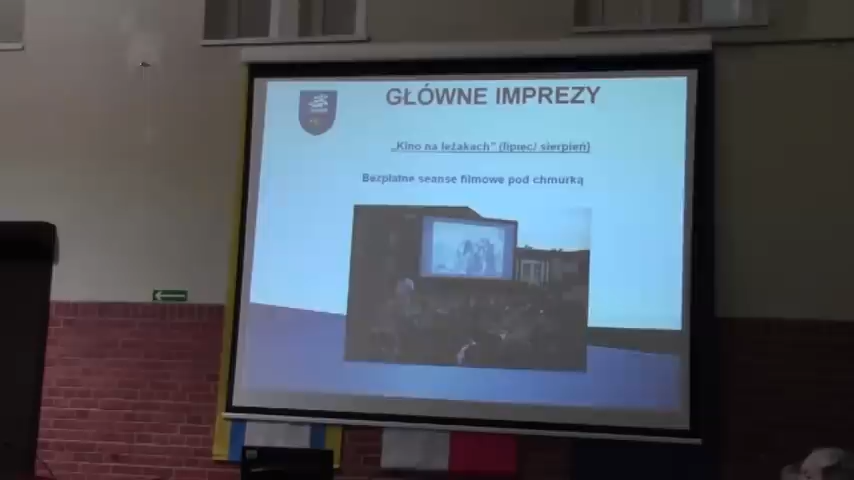 GŁÓWNE IMPREZY
„Kino na leżakach” (lipiec/ sierpień)
Bezpłatne seanse filmowe pod chmurką